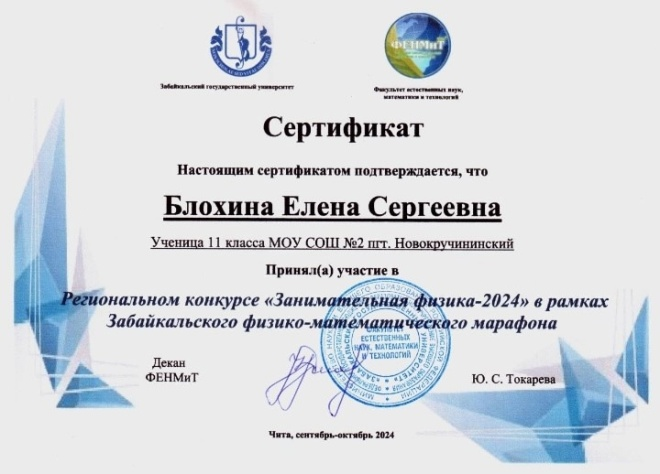 ФЕНМиТ
Забайкальский государственный университет
Факультет естественных наук,
математики и технологий
Сертификат
Настоящим сертификатом подтверждается, что
Блохина Елена Сергеевна
Ученица 11 класса МОУ СОШ №2 пгт. Новокручининский
Принял(а) участие в
Региональном конкурсе «Занимательная физика-2024» в рамках
Забайкальского физико-математического марафона
ФАКУЛЬТЕТ
ЕСТЕСТВЕННЫХ
НАУК, МАТЕМАТИКИ
И ТЕХНОЛОГИЙ
Декан
ФЕНМиТ
Ю. С. Токарева
Чита, сентябрь-октябрь 2024